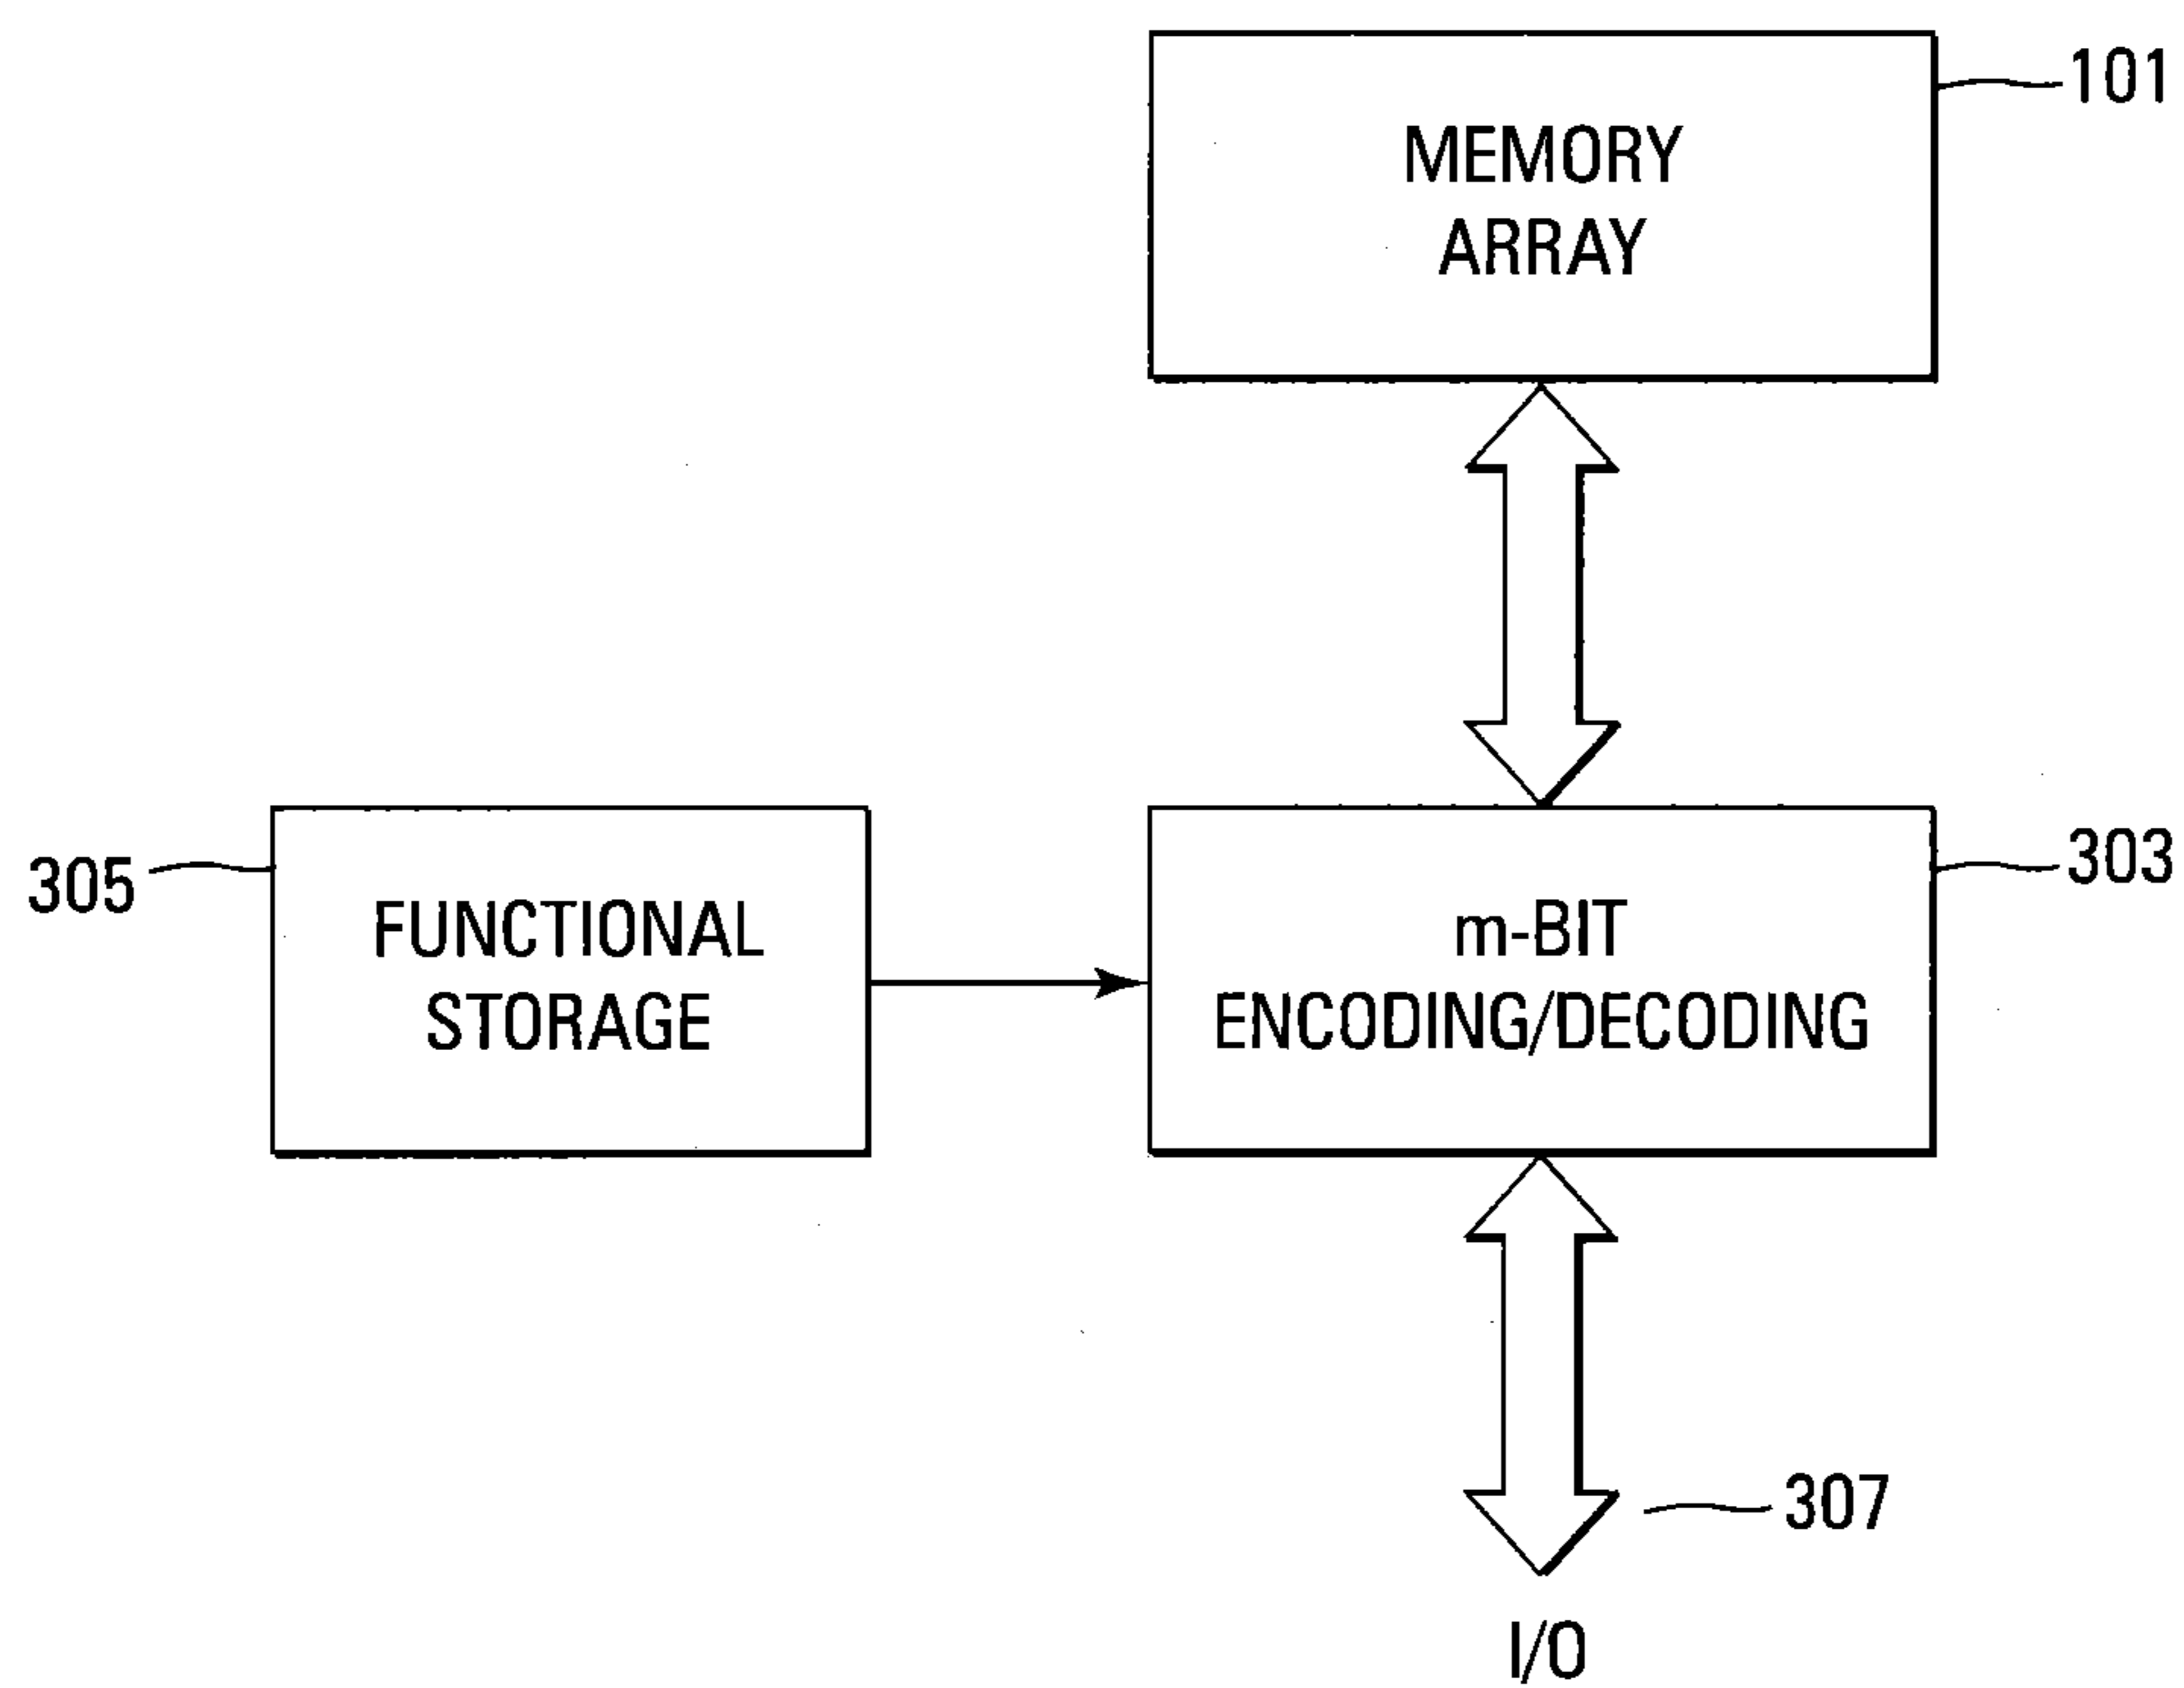 101
MEMORY
ARRAY
305
FUNCTIONAL
STORAGE
303
m-BIT
ENCODING/DECODING
307
I/O